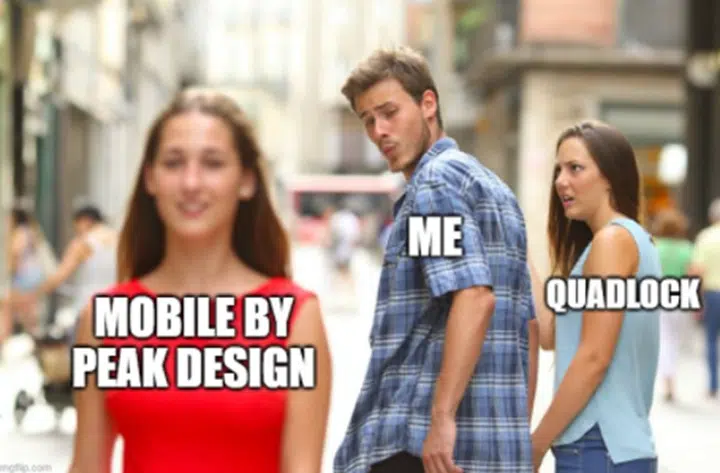 MOBILE BY
PEAK DESIGN
ME
QUADLOCK
imgflip.com